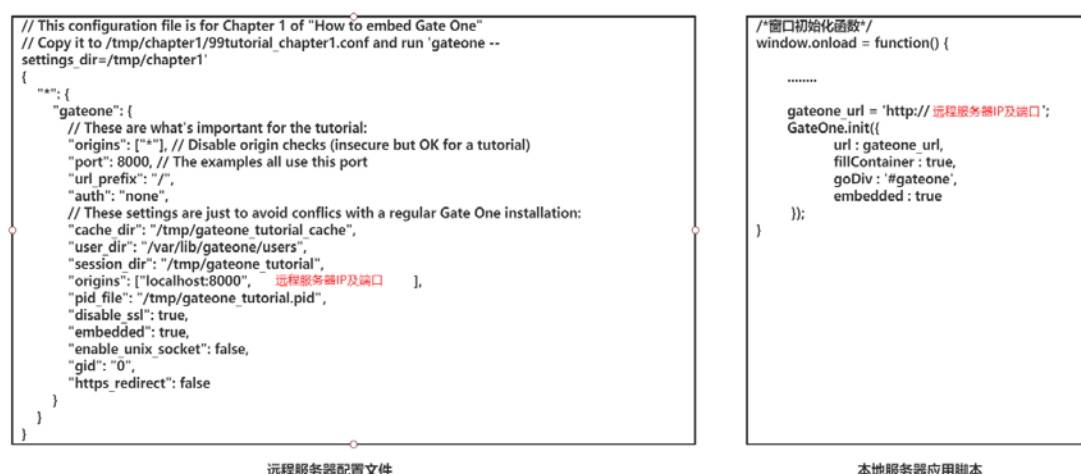 // This configuration file is for Chapter 1 of "How to embed Gate One"
// Copy it to /tmp/chapter1/99tutorial_chapter1.conf and run 'gateone --
settings_dir=/tmp/chapter1'
{
"*": {
"gateone": {
// These are what's important for the tutorial:
"origins": ["*"], // Disable origin checks (insecure but OK for a tutorial)
"port": 8000, // The examples all use this port
"url_prefix": "/",
"auth": "none",
// These settings are just to avoid conflics with a regular Gate One installation:
"cache_dir": "/tmp/gateone_tutorial_cache",
"user_dir": "/var/lib/gateone/users",
"session_dir": "/tmp/gateone_tutorial",
"origins": ["localhost:8000", 远程服务器IP及端口 ],
"pid_file": "/tmp/gateone_tutorial.pid",
"disable_ssl": true,
"embedded": true,
"enable_unix_socket": false,
"gid": "0",
"https_redirect": false
}
}
}
远程服务器配置文件
/*窗口初始化函数*/
window.onload = function() {
........
gateone_url = 'http:// 远程服务器IP及端口';
GateOne.init({
url : gateone_url,
fillContainer : true,
goDiv : '#gateone',
embedded : true
});
}
本地服务器应用脚本